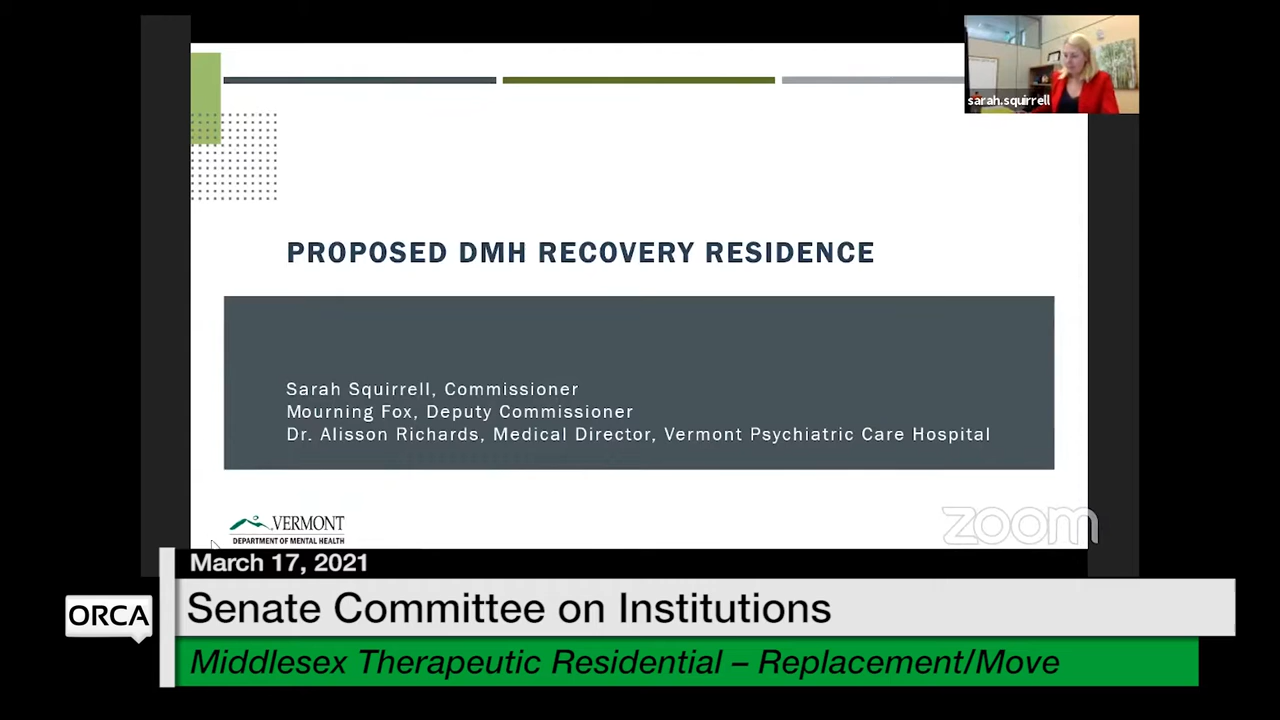 sarah.squirrell
PROPOSED DMH RECOVERY RESIDENCE
Sarah Squirrell, Commissioner
Mourning Fox, Deputy Commissioner
Dr. Alisson Richards, Medical Director, Vermont Psychiatric Care Hospital
VERMONT
DEPARTMENT OF MENTAL HEALTH
zoom
March 17, 2021
ORCA
Senate Committee on Institutions
Middlesex Therapeutic Residential – Replacement/Move